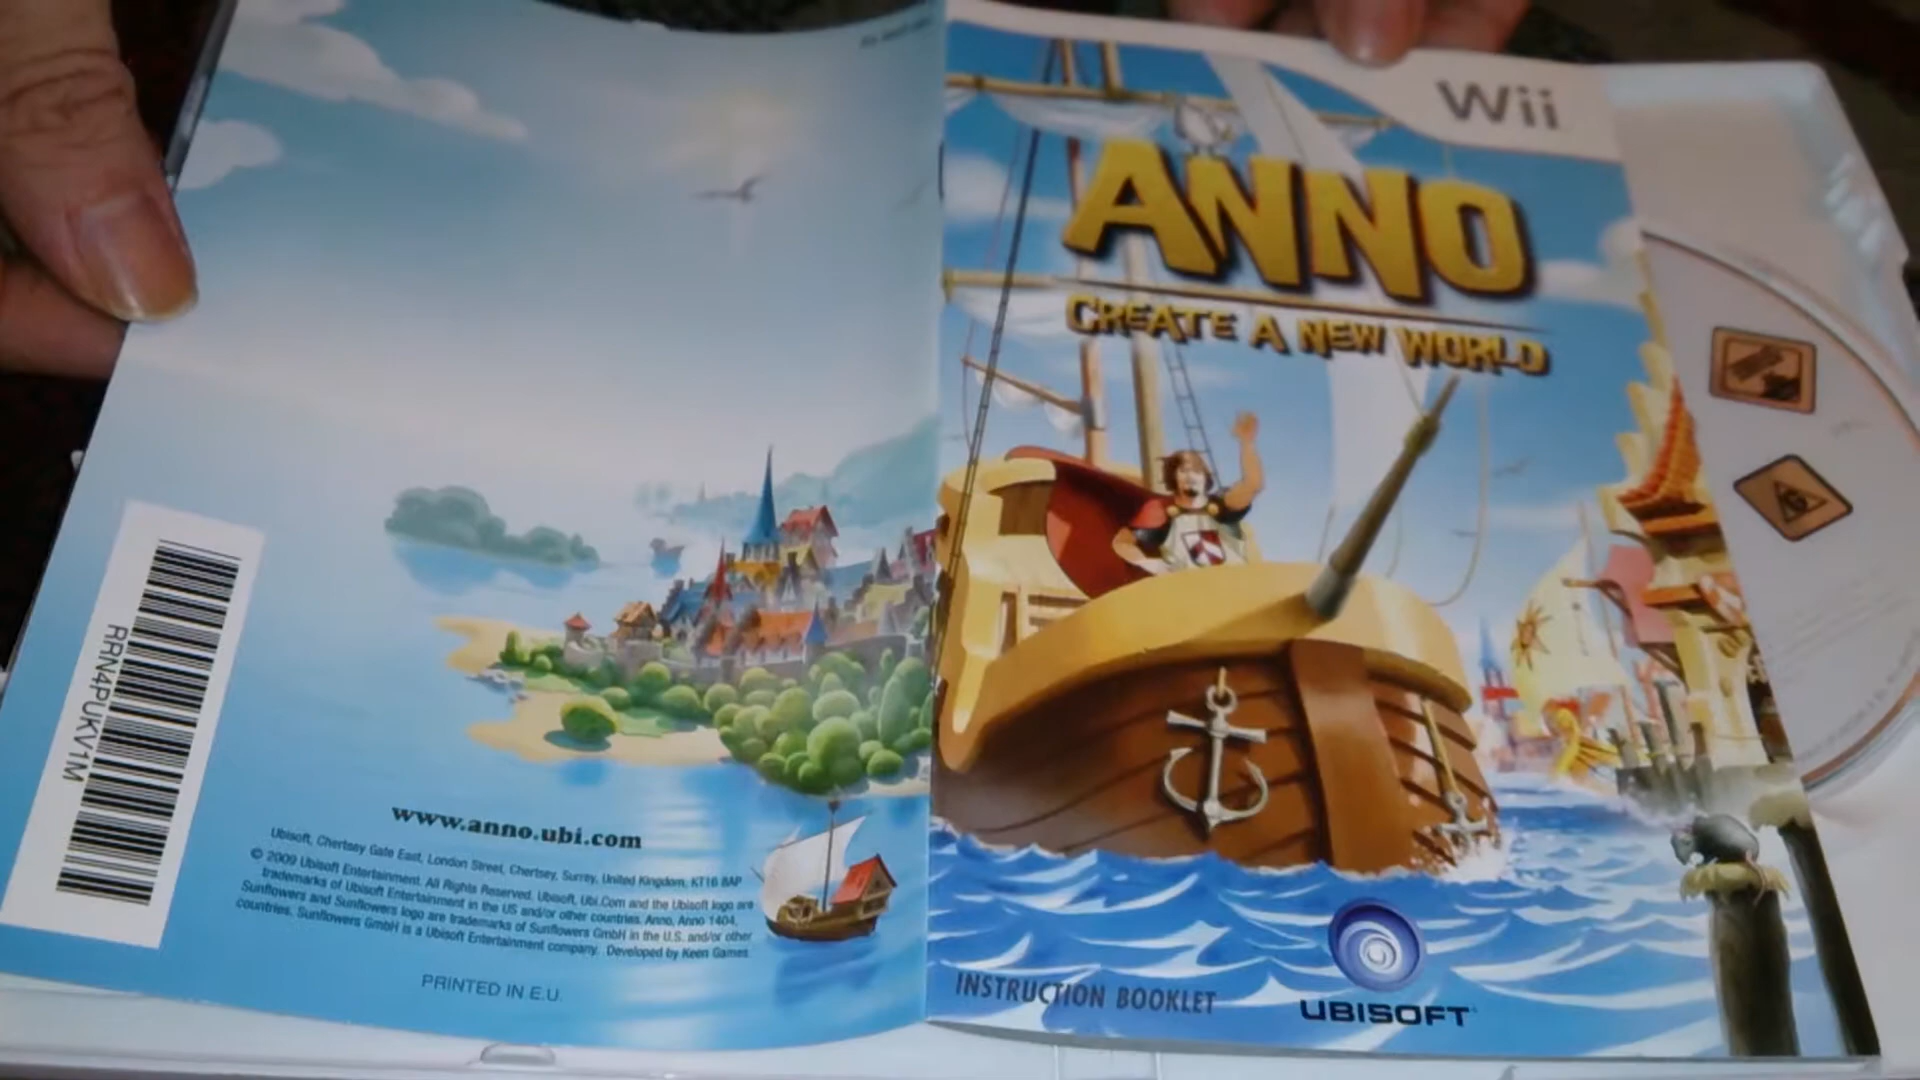 Wii
ANNO
CREATE A NEW WORLD
INSTRUCTION BOOKLET
UBISOFT
RRN4PUKV1M
www.anno.ubi.com
Ubisoft, Chertsey Gate East, London Street, Chertsey, Surrey, United Kingdom, KT16 8AP
© 2009 Ubisoft Entertainment. All Rights Reserved. Ubisoft, Ubi.Com and the Ubisoft logo are
trademarks of Ubisoft Entertainment in the US and/or other countries. Anno, Anno 1404,
Sunflowers and Sunflowers logo are trademarks of Sunflowers GmbH in the U.S. and/or other
countries. Sunflowers GmbH is a Ubisoft Entertainment company. Developed by Keen Games
PRINTED IN E.U.